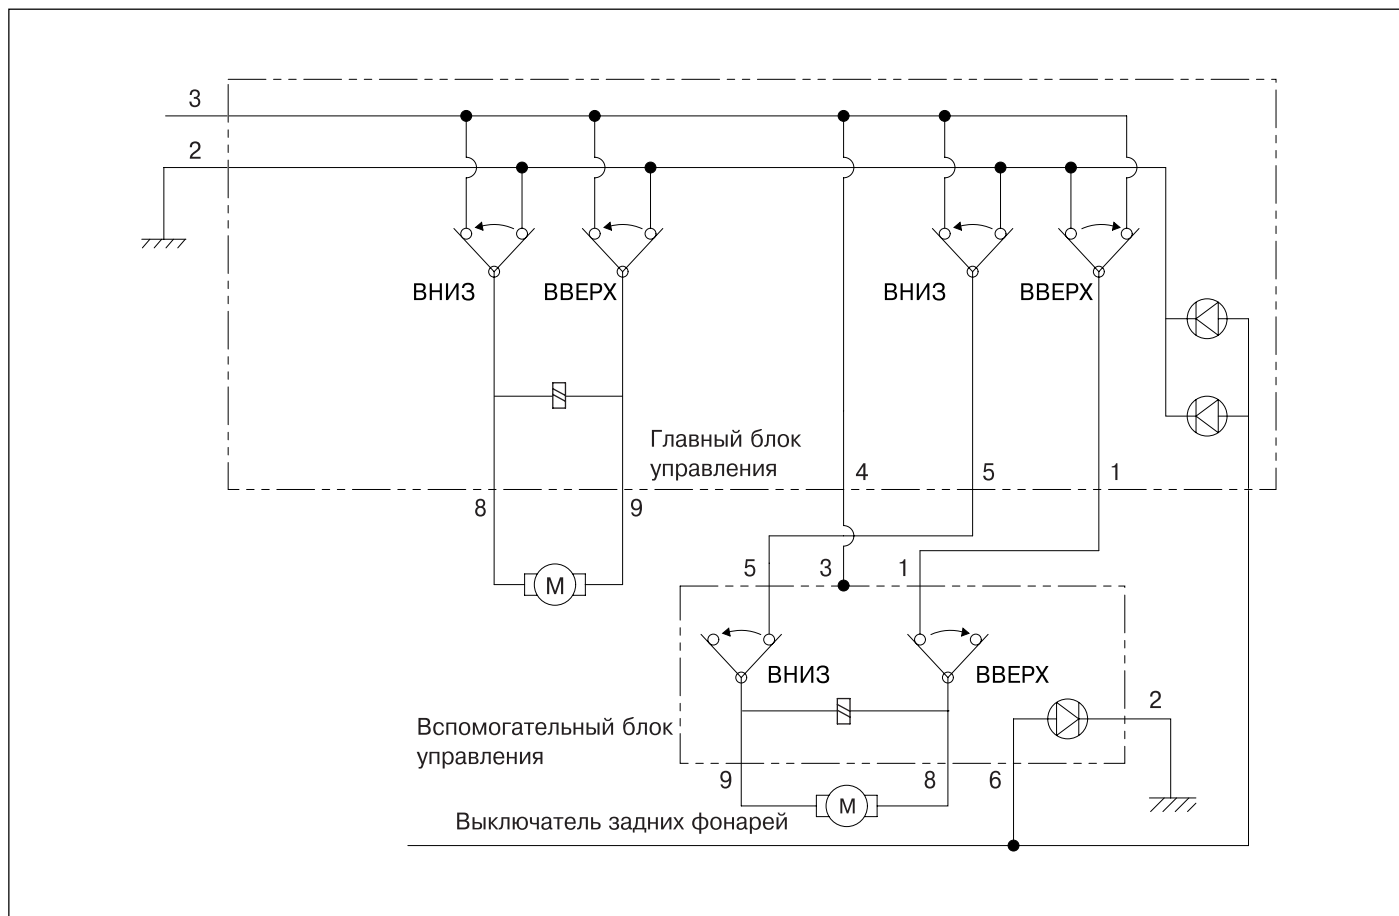 3
2
ВНИЗ
ВВЕРХ
ВНИЗ
ВВЕРХ
Главный блок
управления
4
5
1
8
9
M
5
3
1
ВНИЗ
ВВЕРХ
2
Вспомогательный блок
управления
9
8
6
M
Выключатель задних фонарей